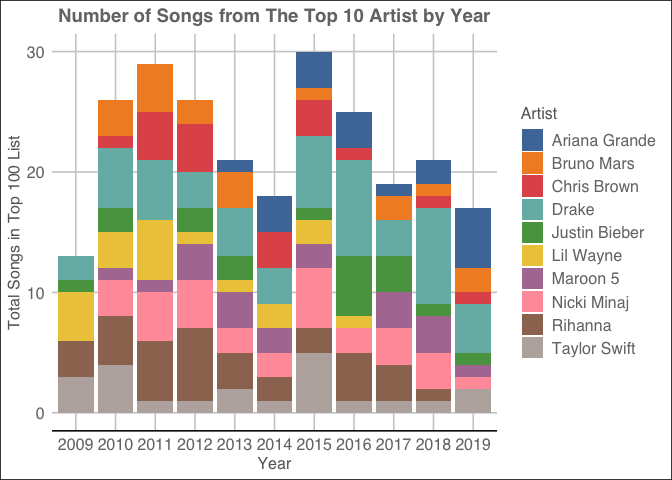 Number of Songs from The Top 10 Artist by Year
Total Songs in Top 100 List
30
20
10
0
2009 2010 2011 2012 2013 2014 2015 2016 2017 2018 2019
Year
Artist
Ariana Grande
Bruno Mars
Chris Brown
Drake
Justin Bieber
Lil Wayne
Maroon 5
Nicki Minaj
Rihanna
Taylor Swift